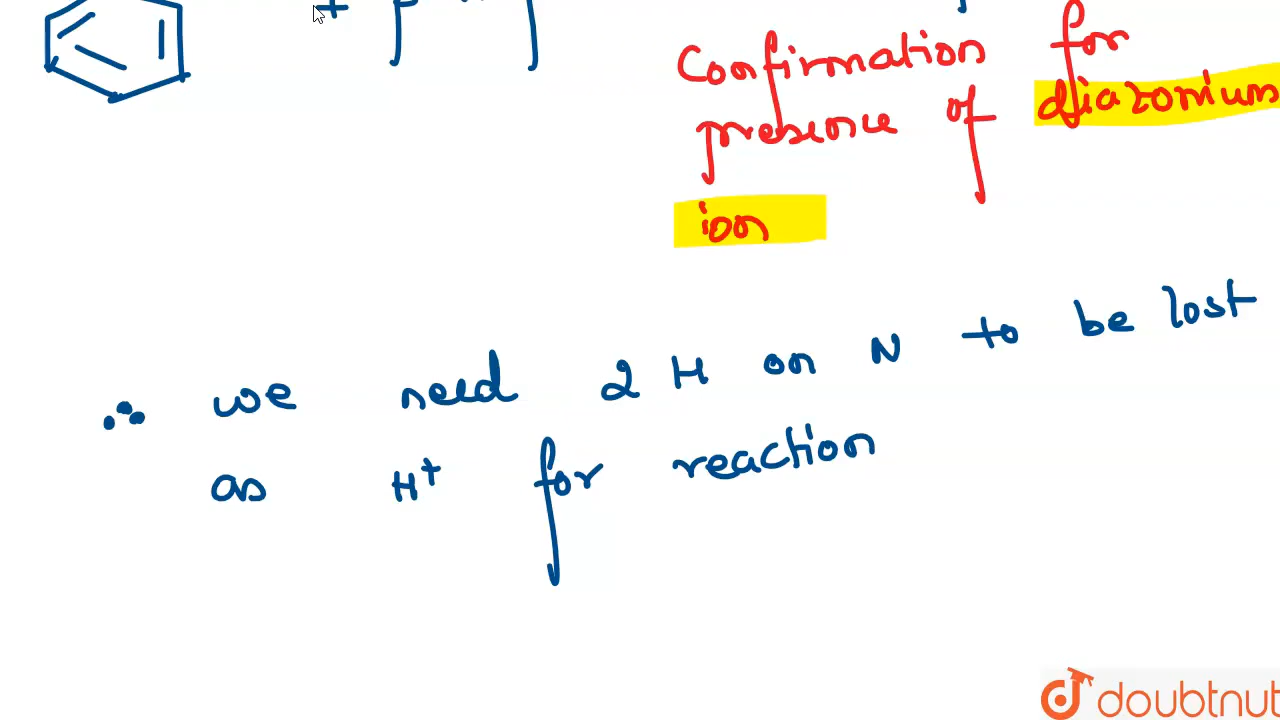 +
Confirmation for
presence of diazonium
ion
∴ we need 2 H on N to be lost
as H⁺ for reaction
doubtnut